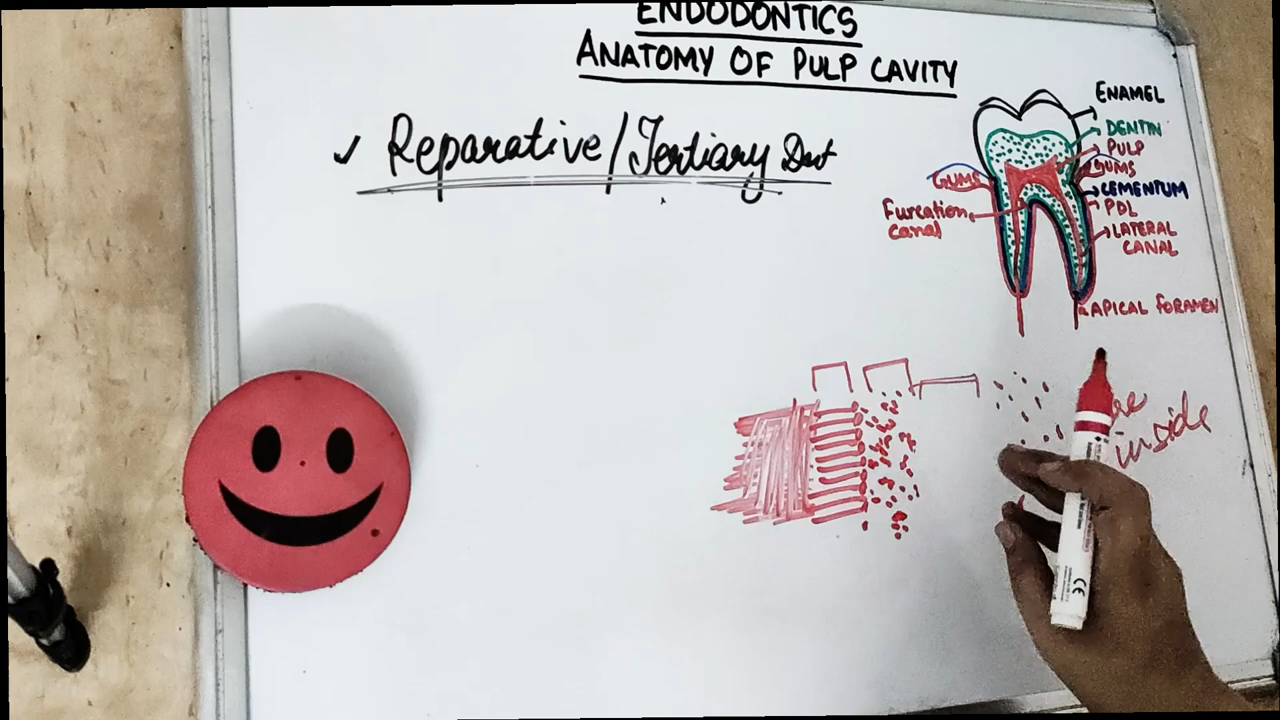 ENDODONTICS
ANATOMY OF PULP CAVITY
✓ Reparative/Tertiary Dent
ENAMEL
DENTIN
PULP
GUMS
GUMS
CEMENTUM
PDL
Furcation
Canal
LATERAL
CANAL
APICAL FORAMEN
inside
CE